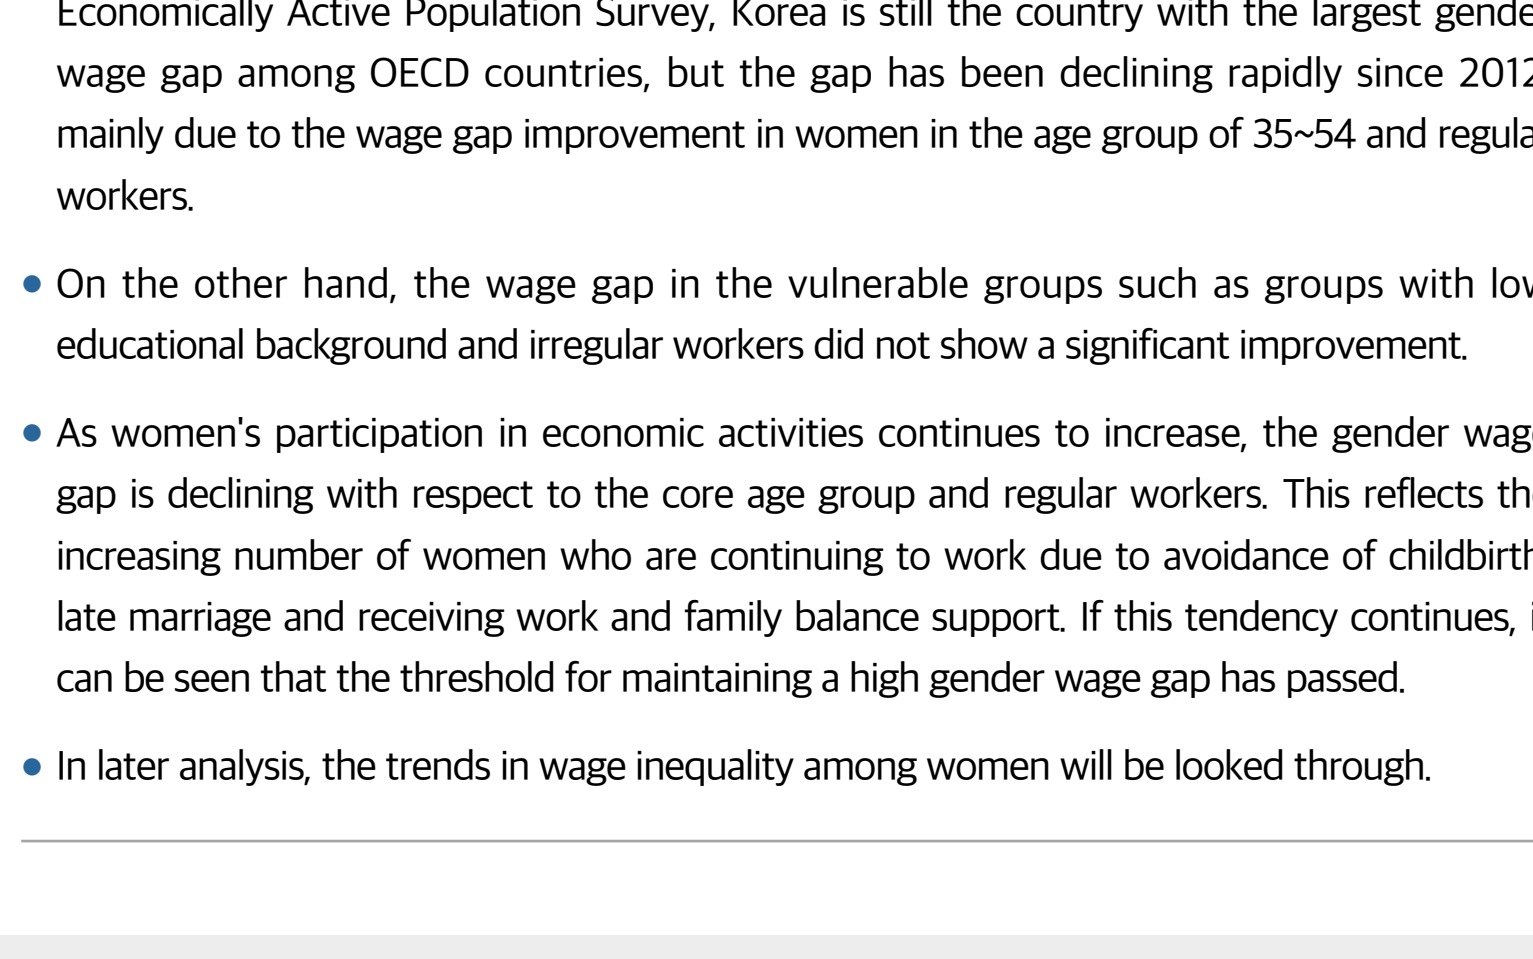 Economically Active Population Survey, Korea is still the country with the largest gende
wage gap among OECD countries, but the gap has been declining rapidly since 2012
mainly due to the wage gap improvement in women in the age group of 35~54 and regula
workers.
• On the other hand, the wage gap in the vulnerable groups such as groups with low
educational background and irregular workers did not show a significant improvement.
• As women's participation in economic activities continues to increase, the gender wage
gap is declining with respect to the core age group and regular workers. This reflects the
increasing number of women who are continuing to work due to avoidance of childbirth
late marriage and receiving work and family balance support. If this tendency continues, i
can be seen that the threshold for maintaining a high gender wage gap has passed.
• In later analysis, the trends in wage inequality among women will be looked through.